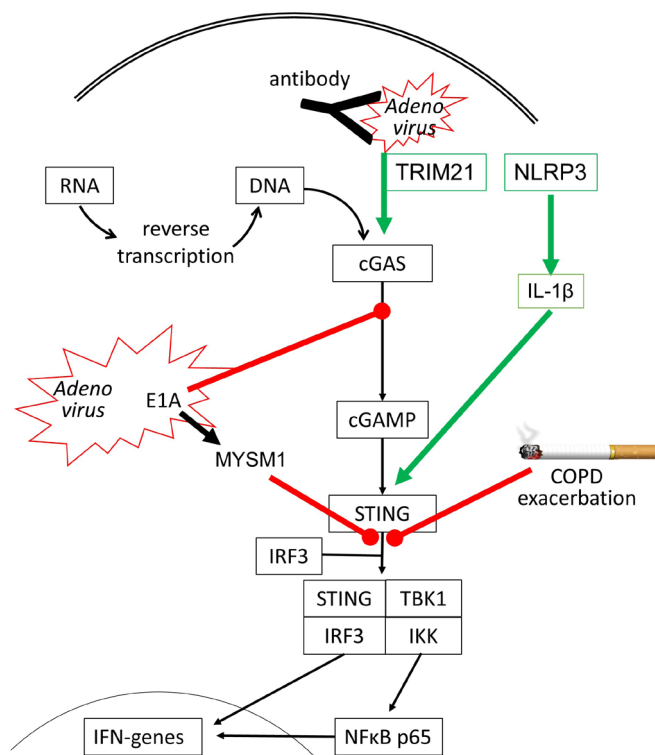 antibody
Adeno
virus
TRIM21
NLRP3
RNA
DNA
reverse
transcription
cGAS
IL-1β
Adeno
virus
E1A
cGAMP
MYSM1
COPD
exacerbation
STING
IRF3
STING
TBK1
IRF3
IKK
IFN-genes
NFκB p65